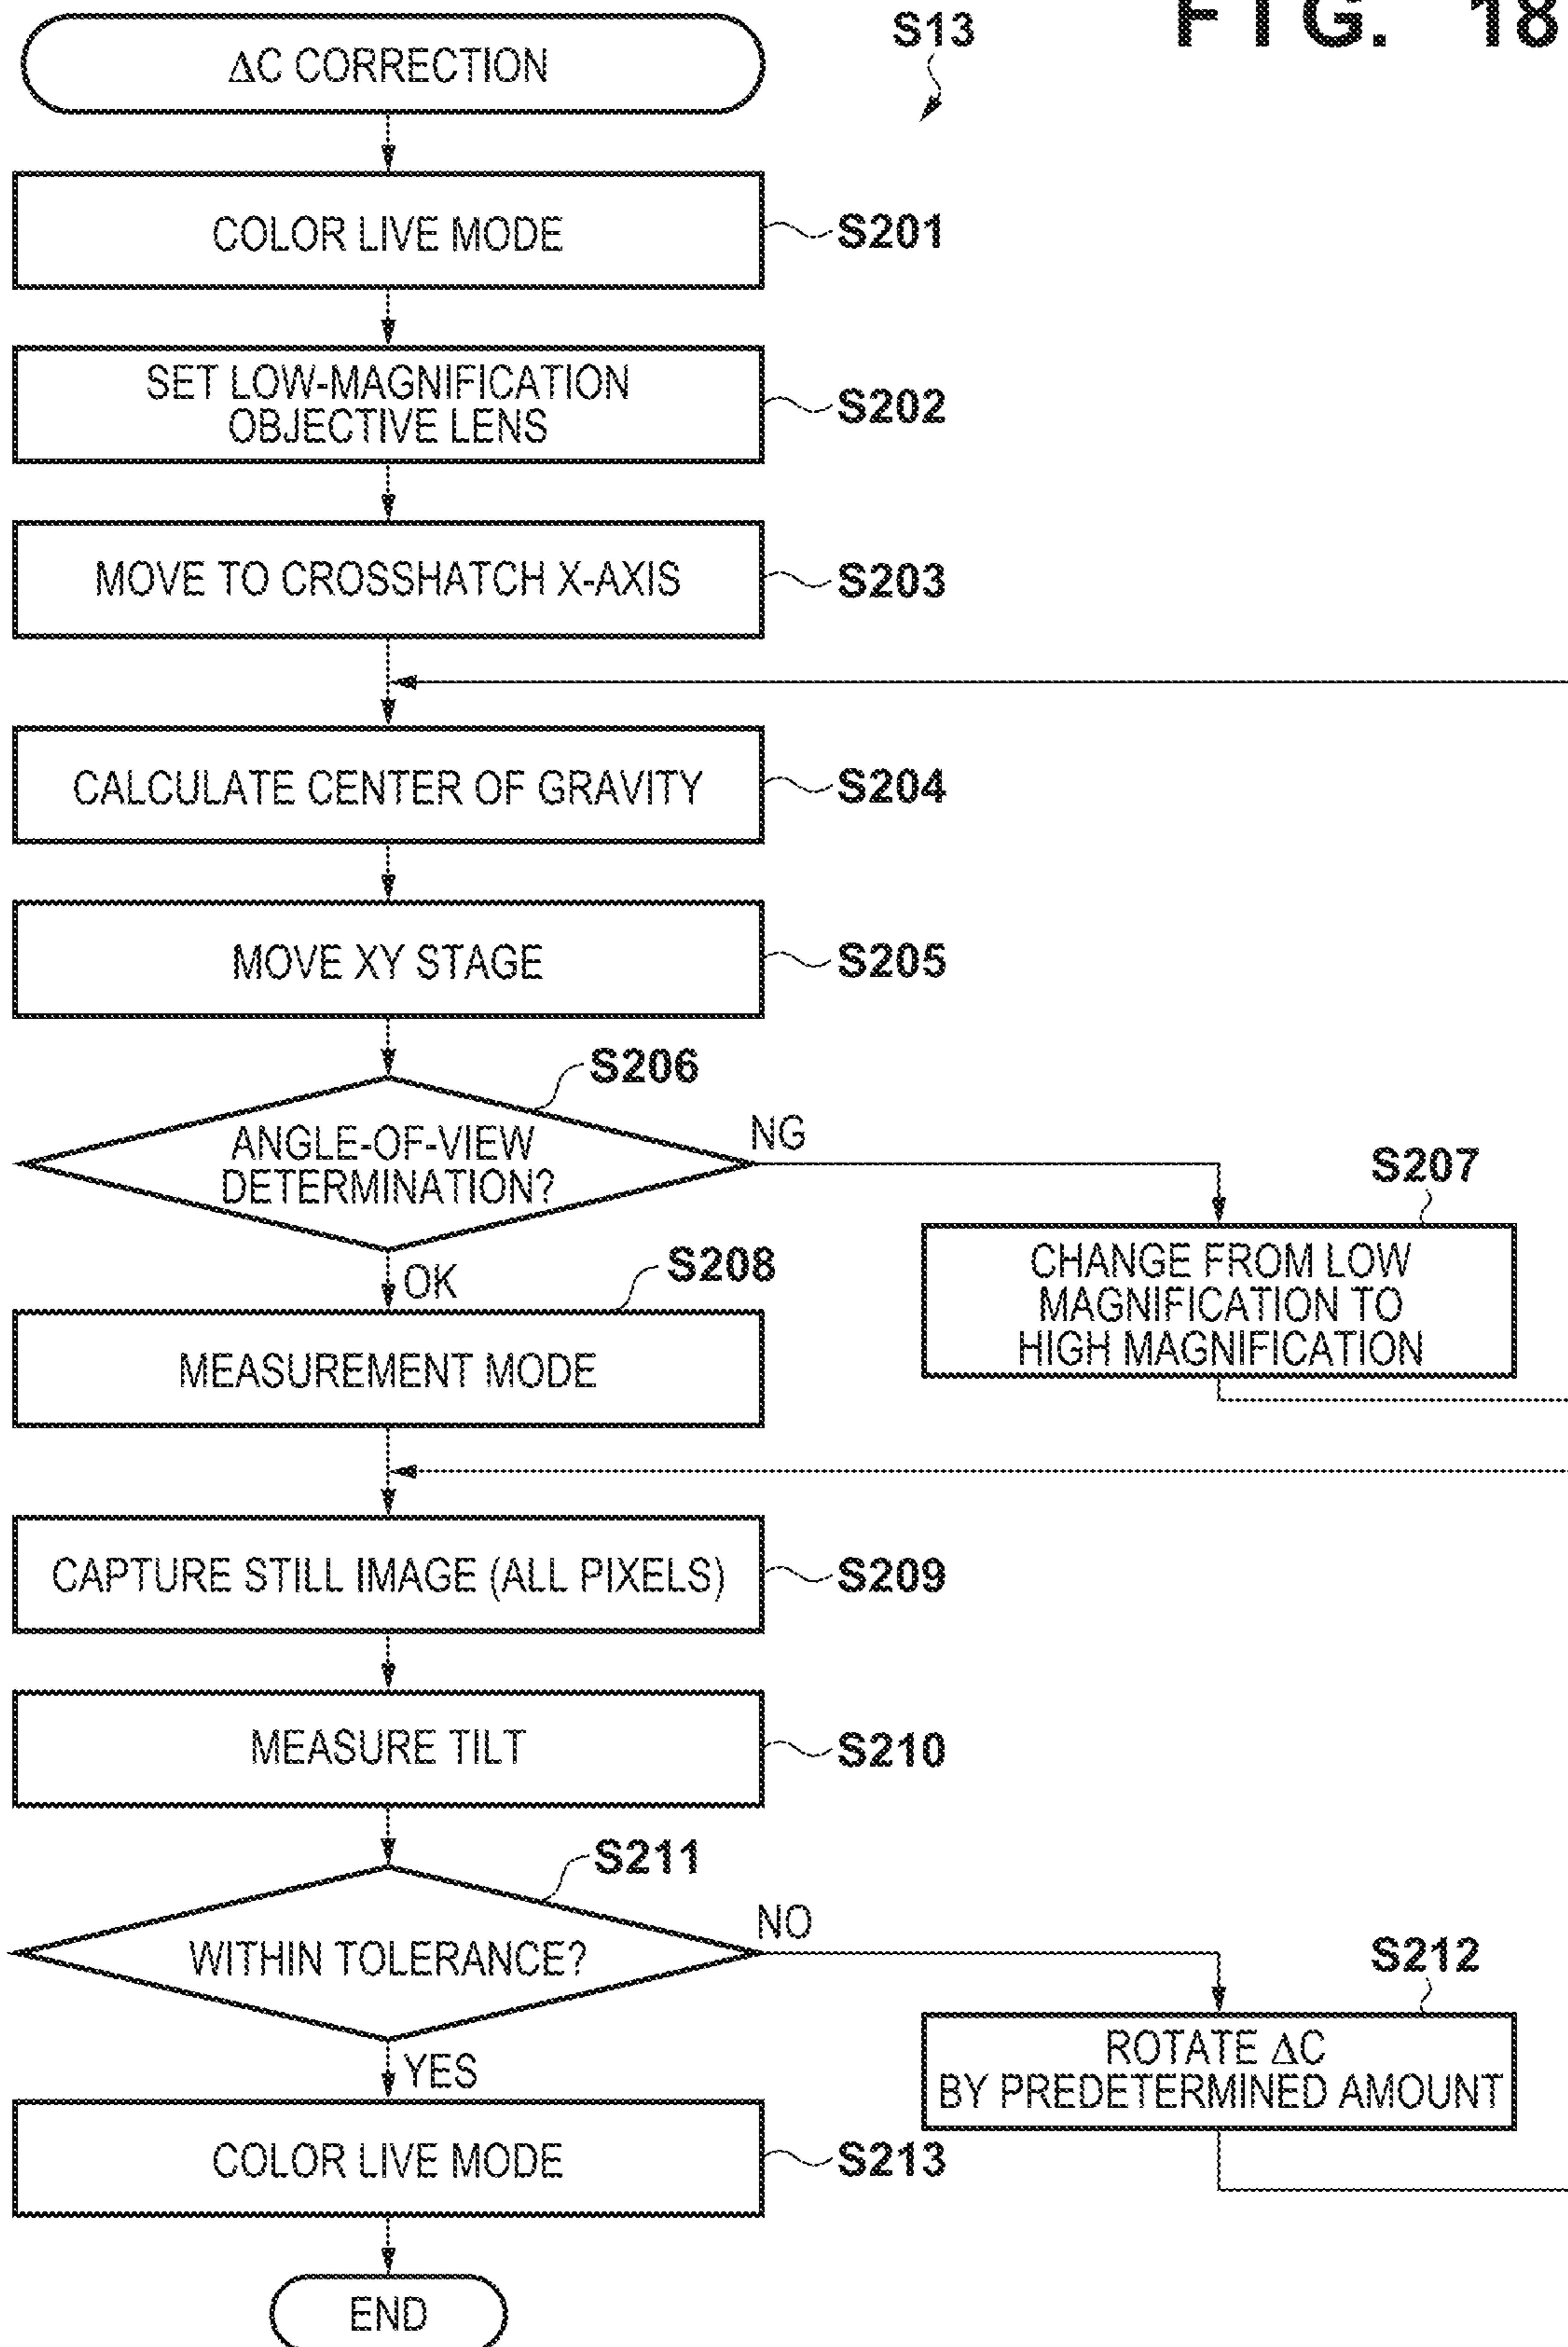 FIG. 18
S13
ΔC CORRECTION
COLOR LIVE MODE
S201
SET LOW-MAGNIFICATION
OBJECTIVE LENS
S202
MOVE TO CROSSHATCH X-AXIS
S203
CALCULATE CENTER OF GRAVITY
S204
MOVE XY STAGE
S205
S206
ANGLE-OF-VIEW
DETERMINATION?
NG
S207
CHANGE FROM LOW
MAGNIFICATION TO
HIGH MAGNIFICATION
OK
S208
MEASUREMENT MODE
CAPTURE STILL IMAGE (ALL PIXELS)
S209
MEASURE TILT
S210
S211
WITHIN TOLERANCE?
NO
S212
ROTATE ΔC
BY PREDETERMINED AMOUNT
YES
COLOR LIVE MODE
S213
END